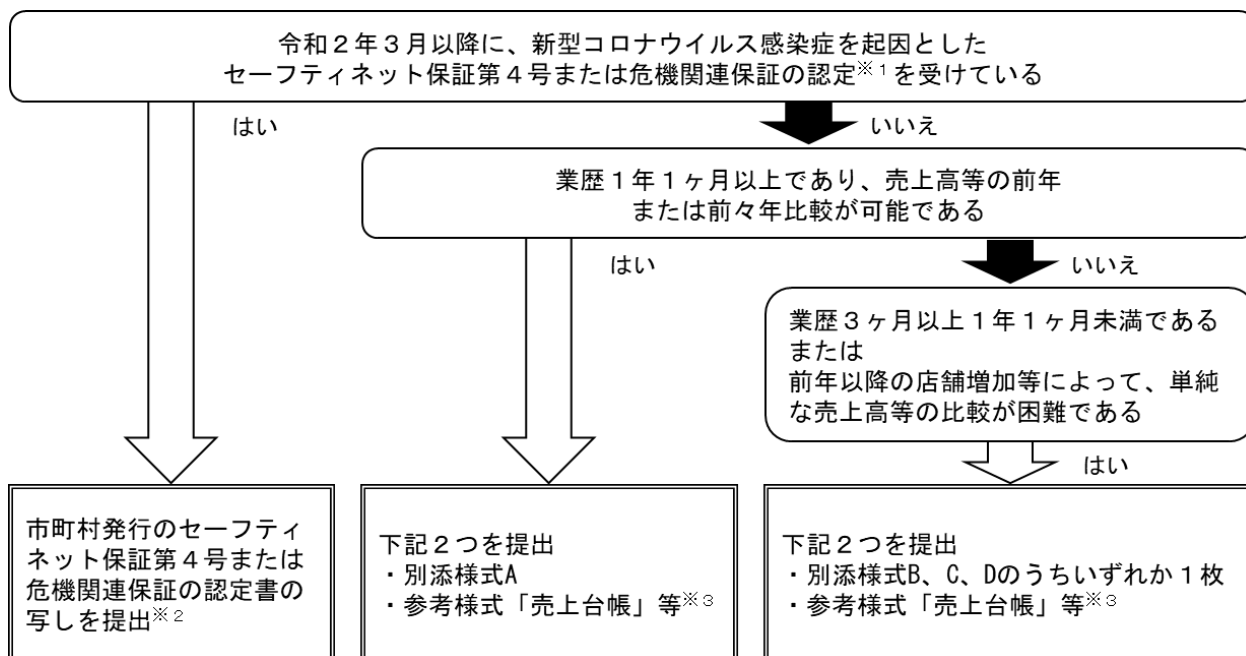 令和２年３月以降に、新型コロナウイルス感染症を起因とした
セーフティネット保証第４号または危機関連保証の認定※１を受けている
はい
いいえ
業歴１年１ヶ月以上であり、売上高等の前年
または前々年比較が可能である
はい
いいえ
業歴３ヶ月以上１年１ヶ月未満である
または
前年以降の店舗増加等によって、単純
な売上高等の比較が困難である
はい
市町村発行のセーフティ
ネット保証第４号または
危機関連保証の認定書の
写しを提出※２
下記２つを提出
・別添様式A
・参考様式「売上台帳」等※３
下記２つを提出
・別添様式B、C、Dのうちいずれか１枚
・参考様式「売上台帳」等※３